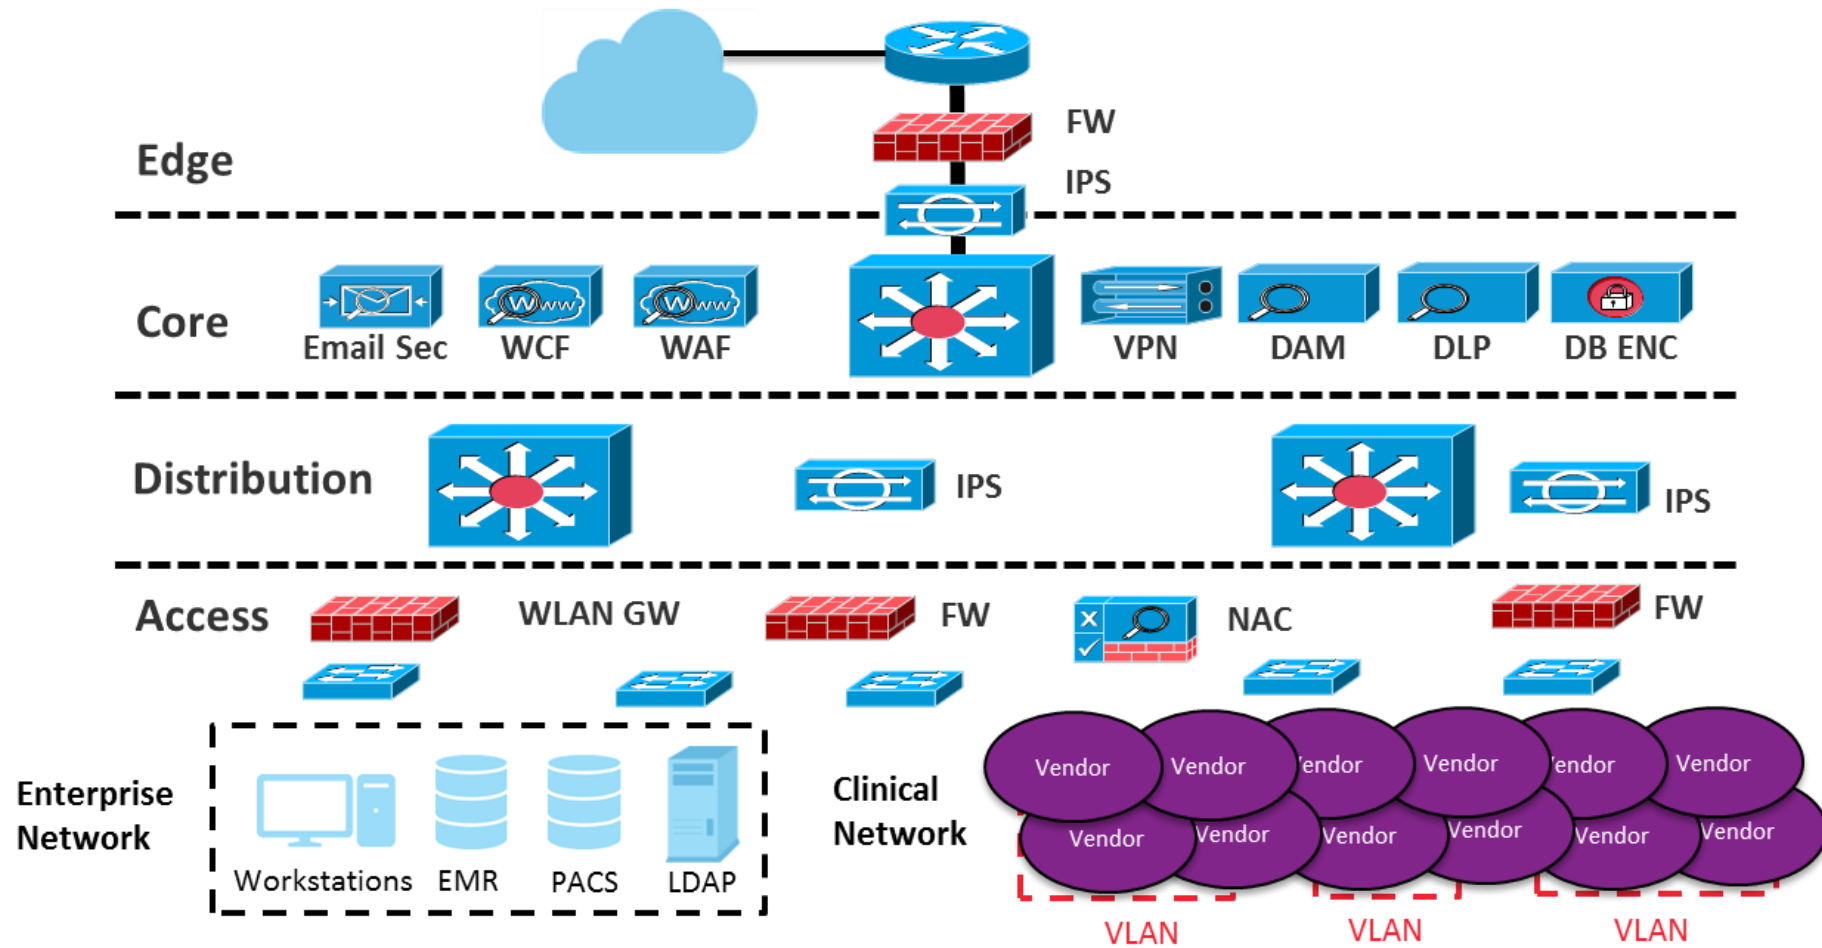 FW
Edge
IPS
Core
Email Sec
WCF
WAF
VPN
DAM
DLP
DB ENC
Distribution
IPS
IPS
Access
WLAN GW
FW
NAC
FW
Enterprise
Network
Workstations
EMR
PACS
LDAP
Clinical
Network
Vendor
Vendor
Vendor
Vendor
Vendor
Vendor
Vendor
Vendor
Vendor
Vendor
Vendor
Vendor
VLAN
VLAN
VLAN